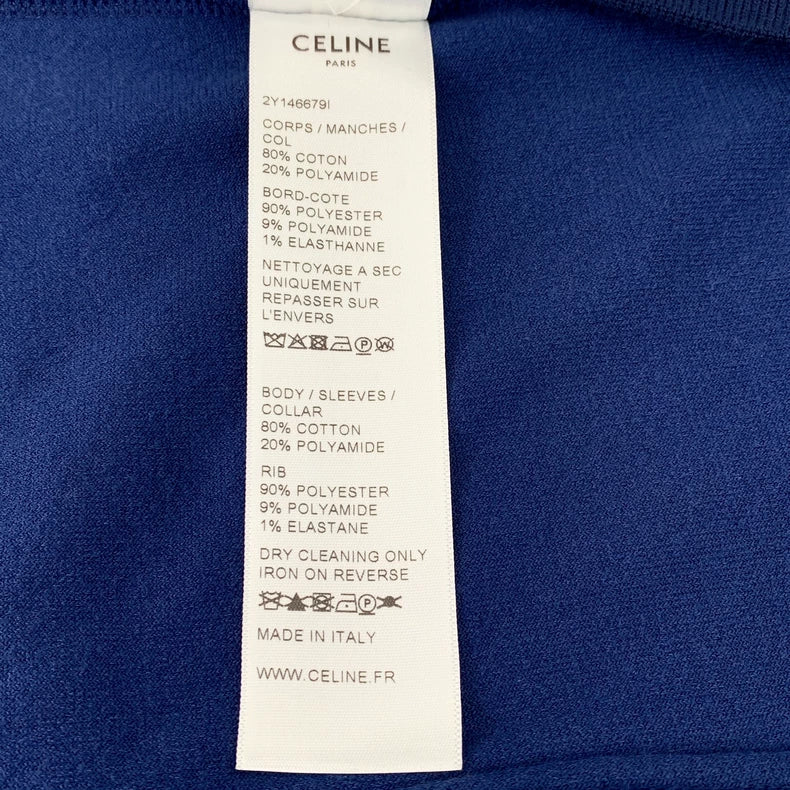 CELINE
PARIS
2Y146679I
CORPS / MANCHES /
COL
80% COTON
20% POLYAMIDE
BORD-COTE
90% POLYESTER
9% POLYAMIDE
1% ELASTHANNE
NETTOYAGE A SEC
UNIQUEMENT
REPASSER SUR
L'ENVERS
P W
BODY / SLEEVES /
COLLAR
80% COTTON
20% POLYAMIDE
RIB
90% POLYESTER
9% POLYAMIDE
1% ELASTANE
DRY CLEANING ONLY
IRON ON REVERSE
P
MADE IN ITALY
WWW.CELINE.FR